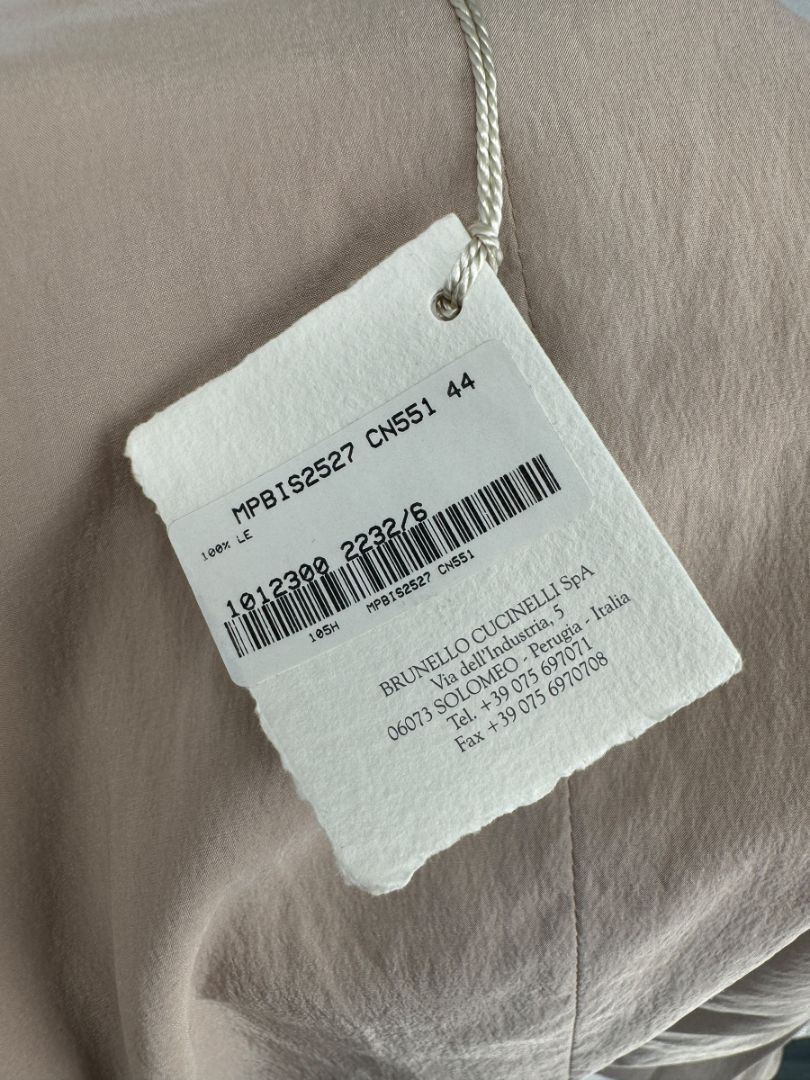 MPBIS2527 CN551 44
100% LE
1012300 2232/6
105H MPBIS2527 CN551
BRUNELLO CUCINELLI SpA
Via dell'Industria, 5
06073 SOLOMEO - Perugia - Italia
Tel. +39 075 697071
Fax +39 075 6970708